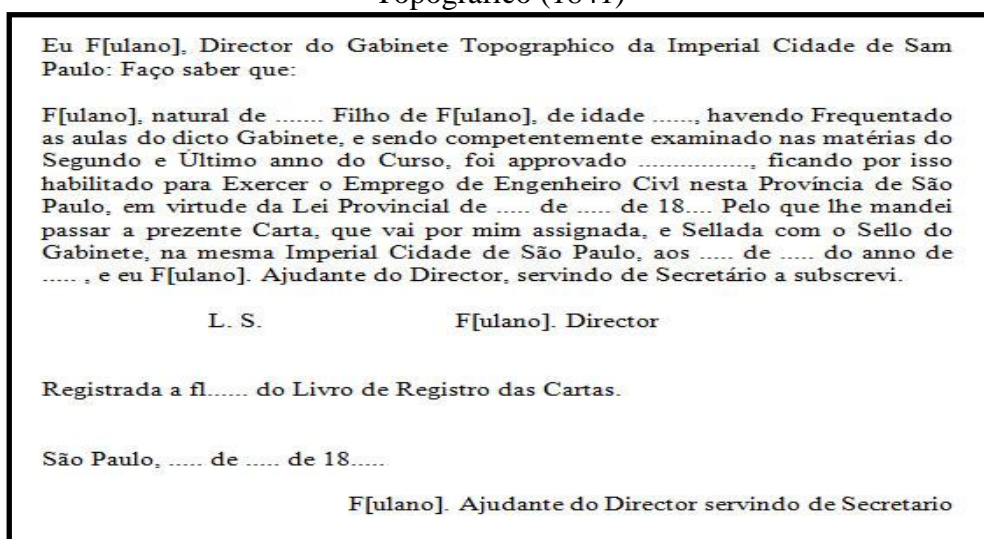 Topográfico (1841)
Eu F[ulano], Director do Gabinete Topographico da Imperial Cidade de Sam
Paulo: Faço saber que:
F[ulano], natural de ....... Filho de F[ulano], de idade ......, havendo Frequentado
as aulas do dicto Gabinete, e sendo competentemente examinado nas matérias do
Segundo e Último anno do Curso, foi approvado ................, ficando por isso
habilitado para Exercer o Emprego de Engenheiro Civl nesta Província de São
Paulo, em virtude da Lei Provincial de ..... de ..... de 18.... Pelo que lhe mandei
passar a prezente Carta, que vai por mim assignada, e Sellada com o Sello do
Gabinete, na mesma Imperial Cidade de São Paulo, aos ..... de ..... do anno de
..... , e eu F[ulano]. Ajudante do Director, servindo de Secretário a subscrevi.
L. S. F[ulano]. Director
Registrada a fl...... do Livro de Registro das Cartas.
São Paulo, ..... de ..... de 18.....
F[ulano]. Ajudante do Director servindo de Secretario